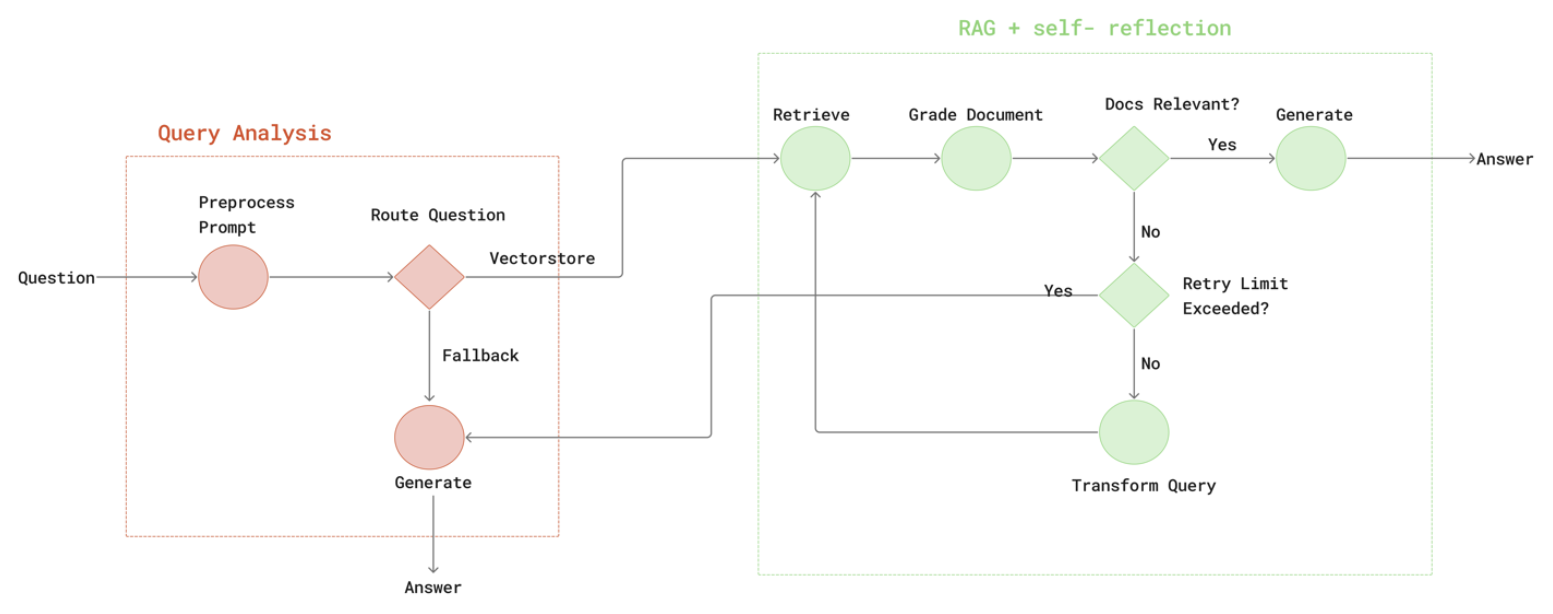 RAG + self- reflection
Query Analysis
Question
Preprocess
Prompt
Route Question
Vectorstore
Fallback
Generate
Answer
Retrieve
Grade Document
Docs Relevant?
Yes
Generate
Answer
No
Retry Limit
Exceeded?
Yes
No
Transform Query